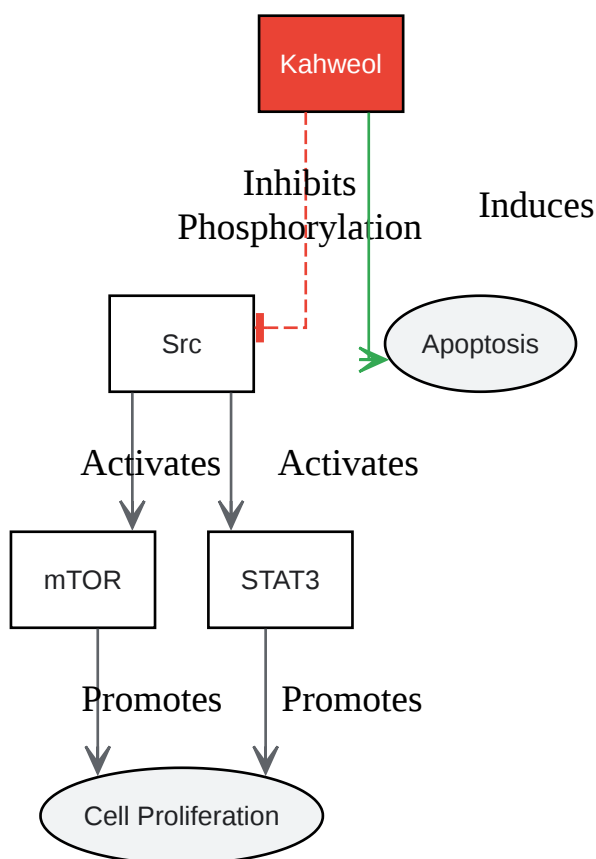 Kahweol
Inhibits
Phosphorylation
Induces
Src
Apoptosis
Activates
Activates
mTOR
STAT3
Promotes
Promotes
Cell Proliferation